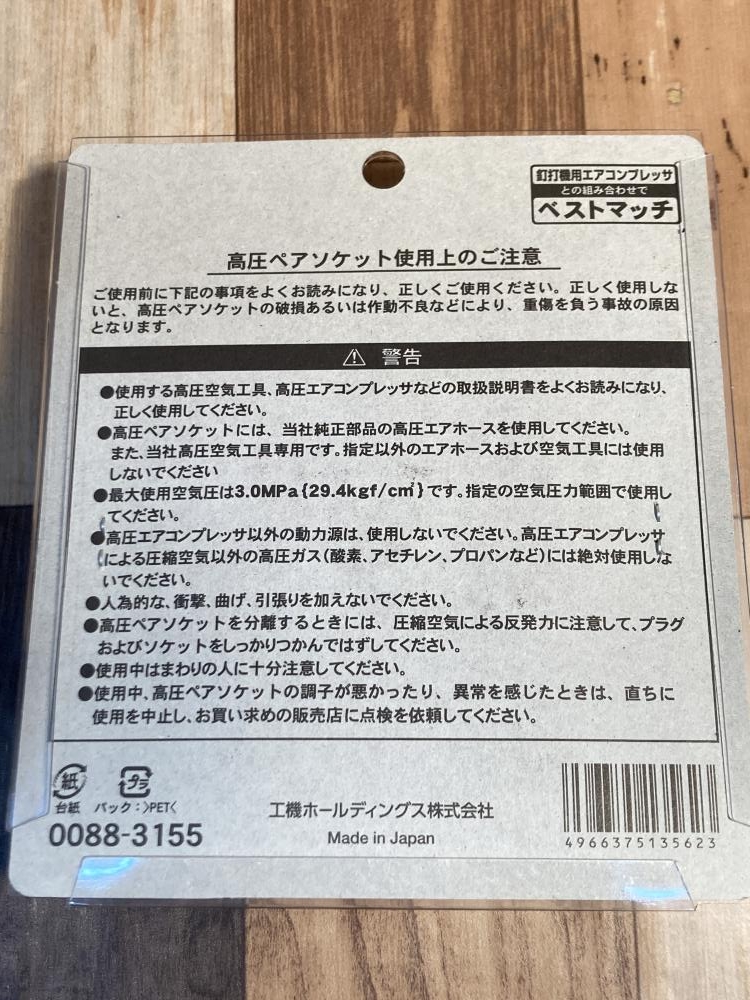 釘打機用エアコンプレッサ
との組み合わせで
ベストマッチ
高圧ペアソケット使用上のご注意
ご使用前に下記の事項をよくお読みになり、正しくご使用ください。正しく使用しな
いと、高圧ペアソケットの破損あるいは作動不良などにより、重傷を負う事故の原因
となります。
⚠ 警告
●使用する高圧空気工具、高圧エアコンプレッサなどの取扱説明書をよくお読みになり、
正しく使用してください。
●高圧ペアソケットには、当社純正部品の高圧エアホースを使用してください。
また、当社高圧空気工具専用です。指定以外のエアホースおよび空気工具には使用
しないでください
●最大使用空気圧は3.0MPa{29.4kgf/c㎡}です。指定の空気圧力範囲で使用し
てください。
●高圧エアコンプレッサ以外の動力源は、使用しないでください。高圧エアコンプレッサ
による圧縮空気以外の高圧ガス(酸素、アセチレン、プロパンなど)には絶対使用しな
いでください。
●人為的な、衝撃、曲げ、引張りを加えないでください。
●高圧ペアソケットを分離するときには、圧縮空気による反発力に注意して、プラグ
およびソケットをしっかりつかんではずしてください。
●使用中はまわりの人に十分注意してください。
●使用中、高圧ペアソケットの調子が悪かったり、異常を感じたときは、直ちに
使用を中止し、お買い求めの販売店に点検を依頼してください。
紙 プラ
台紙 パック:>PET<
0088-3155
工機ホールディングス株式会社
Made in Japan
4966375135623